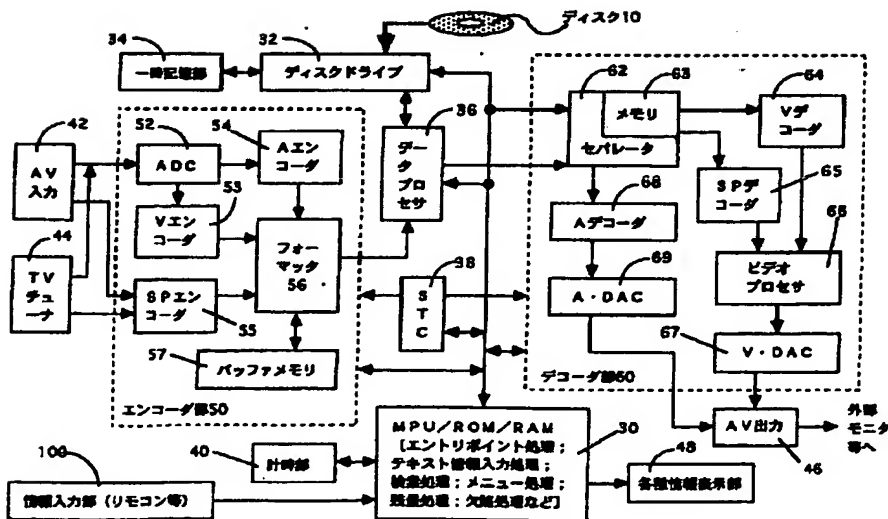 ディスク10
34
32
一時記憶部
ディスクドライブ
62
63
64
メモリ
セパレータ
Vデコーダ
42
AV入力
52
ADC
54
Aエンコーダ
36
データプロセサ
53
Vエンコーダ
65
SPデコーダ
68
Aデコーダ
44
TVチューナ
フォーマッタ
56
38
STC
69
A・DAC
66
ビデオプロセサ
SPエンコーダ
55
57
バッファメモリ
67
V・DAC
エンコーダ部50
デコーダ部60
MPU/ROM/RAM
[エントリポイント処理;
テキスト情報入力処理;
検索処理;メニュー処理;
残量処理;欠陥処理など]
30
AV出力
46
外部モニタ等へ
40
計時部
48
各種情報表示部
100
情報入力部(リモコン等)